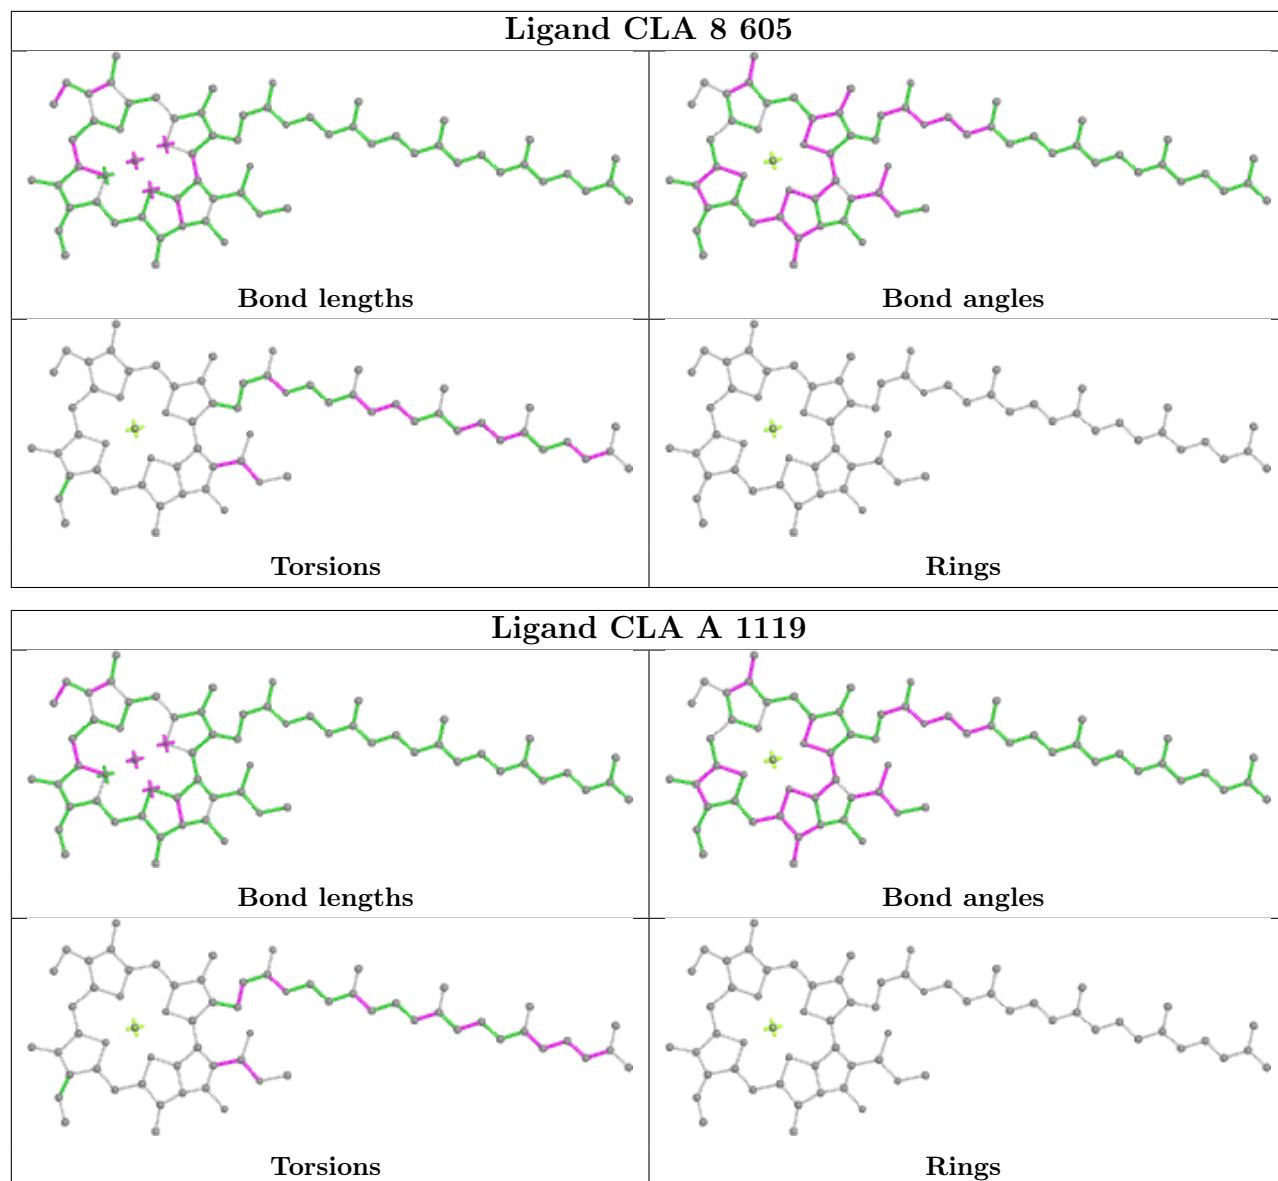 Ligand CLA 8 605
Bond lengths
Bond angles
Torsions
Rings
Ligand CLA A 1119
Bond lengths
Bond angles
Torsions
Rings